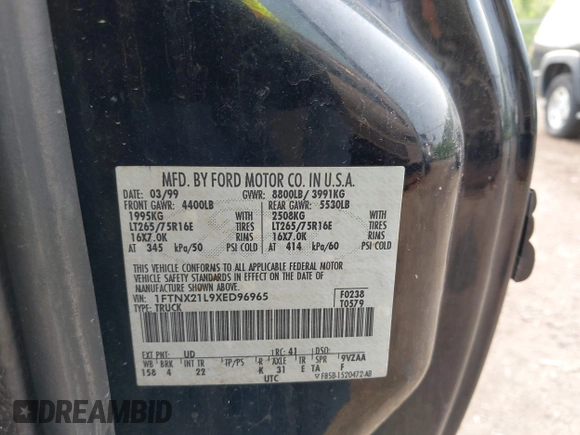 MFD. BY FORD MOTOR CO. IN U.S.A.
DATE: 03/99 GVWR: 8800LB/ 3991KG
FRONT GAWR: 4400LB REAR GAWR: 5530LB
1995KG WITH 2508KG WITH
LT265/75R16E TIRES LT265/75R16E TIRES
16X7.0K RIMS 16X7.0K RIMS
AT 345 kPa/50 PSI COLD AT 414 kPa/60 PSI COLD
THIS VEHICLE CONFORMS TO ALL APPLICABLE FEDERAL MOTOR
VEHICLE SAFETY STANDARDS IN EFFECT ON THE DATE OF
MANUFACTURE SHOWN ABOVE.
VIN: 1FTNX21L9XED96965 F0238
TYPE: TRUCK T0579
EXT PNT: UD RC: 41 DSO:
WB BRK INT TR TP/PS R AXLE TR SPR 9VZAA
158 4 22 K 31 E TA F
UTC ▽ F85B-1520472-AB
DREAMBID